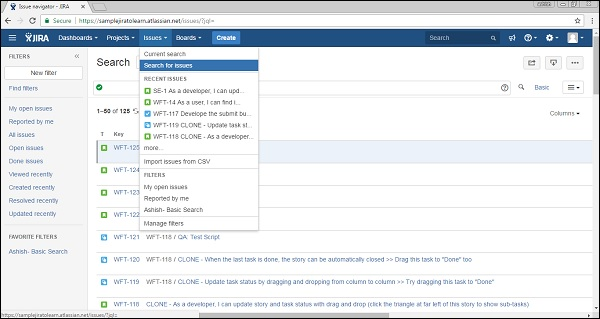 Issue navigator - JIRA
Secure
https://samplejiratolearn.atlassian.net/issues/?jql=
JIRA
Dashboards
Projects
Issues
Boards
Create
Search
FILTERS
New filter
Find filters
My open issues
Reported by me
All issues
Open issues
Done issues
Viewed recently
Created recently
Resolved recently
Updated recently
FAVORITE FILTERS
Ashish- Basic Search
Search
Current search
Search for issues
RECENT ISSUES
SE-1 As a developer, I can upd...
WFT-14 As a user, I can find i...
WFT-117 Develope the submit bu...
WFT-119 CLONE - Update task st...
WFT-118 CLONE - As a developer...
more...
Import issues from CSV
FILTERS
My open issues
Reported by me
Ashish- Basic Search
Manage filters
Basic
1–50 of 125
Columns
T Key
WFT-125
WFT-124
WFT-123
WFT-122
WFT-121 WFT-118 / QA. Test Script
WFT-120 WFT-118 / CLONE - When the last task is done, the story can be automatically closed >> Drag this task to "Done" too
WFT-119 WFT-118 / CLONE - Update task status by dragging and dropping from column to column >> Try dragging this task to "Done"
WFT-118 CLONE - As a developer, I can update story and task status with drag and drop (click the triangle at far left of this story to show sub-tasks)
https://samplejiratolearn.atlassian.net/issues/?jql=